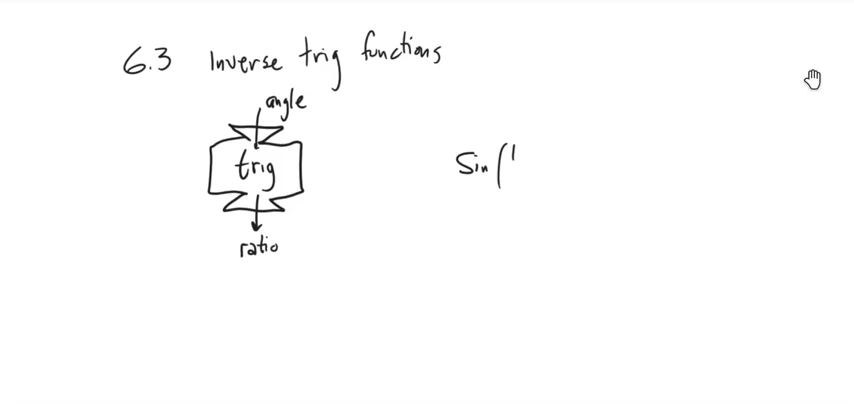 6.3 Inverse trig functions
angle
trig
Sin (
ratio